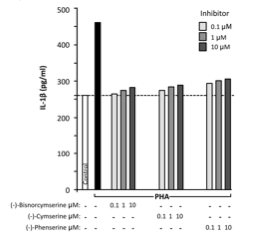 Inhibitor
0.1 µM
1 µM
10 µM
IL-1β (pg/ml)
500
400
300
200
100
0
Control
PHA
(-)-Bisnorcymserine µM: - - 0.1 1 10 - - - - - -
(-)-Cymserine µM: - - - - - 0.1 1 10 - - -
(-)-Phenserine µM: - - - - - - - - 0.1 1 10